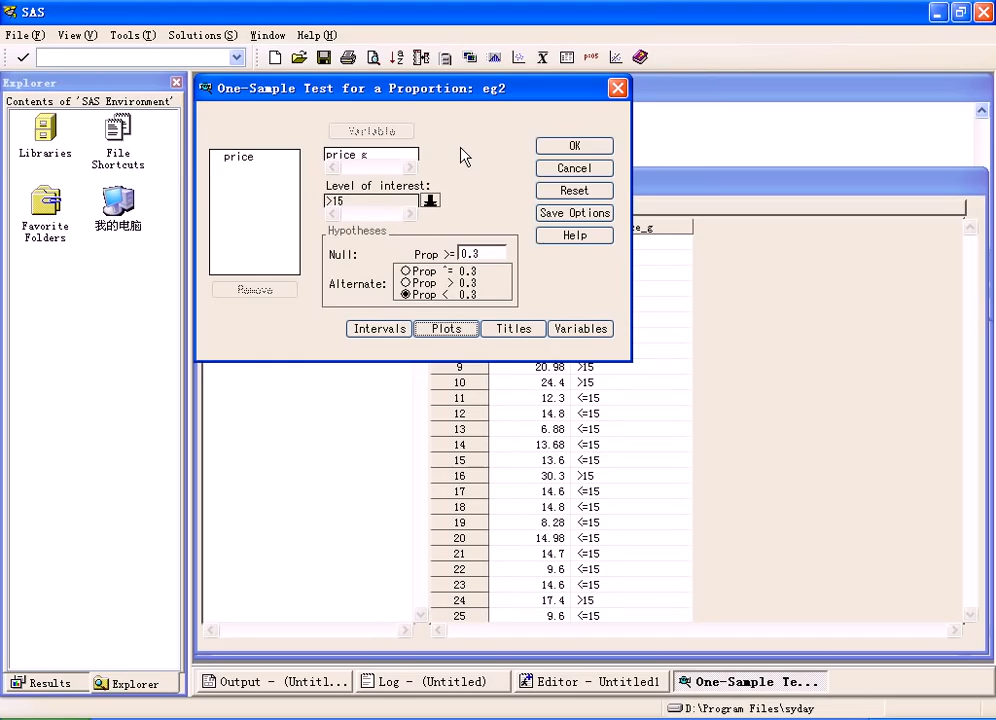 SAS
File(F) View(V) Tools(T) Solutions(S) Window Help(H)
Explorer
Contents of 'SAS Environment'
Libraries
File Shortcuts
Favorite Folders
我的电脑
One-Sample Test for a Proportion: eg2
Variable
price
price_g
Level of interest:
>15
Hypotheses
Null: Prop >= 0.3
Alternate:
Prop ^= 0.3
Prop > 0.3
Prop < 0.3
Remove
OK
Cancel
Reset
Save Options
Help
Intervals Plots Titles Variables
9 20.98 >15
10 24.4 >15
11 12.3 <=15
12 14.8 <=15
13 6.88 <=15
14 13.68 <=15
15 13.6 <=15
16 30.3 >15
17 14.6 <=15
18 14.8 <=15
19 8.28 <=15
20 14.98 <=15
21 14.7 <=15
22 9.6 <=15
23 14.6 <=15
24 17.4 >15
25 9.6 <=15
Results Explorer
Output - (Untitl... Log - (Untitled) Editor - Untitled1 One-Sample Te...
D:\Program Files\syday